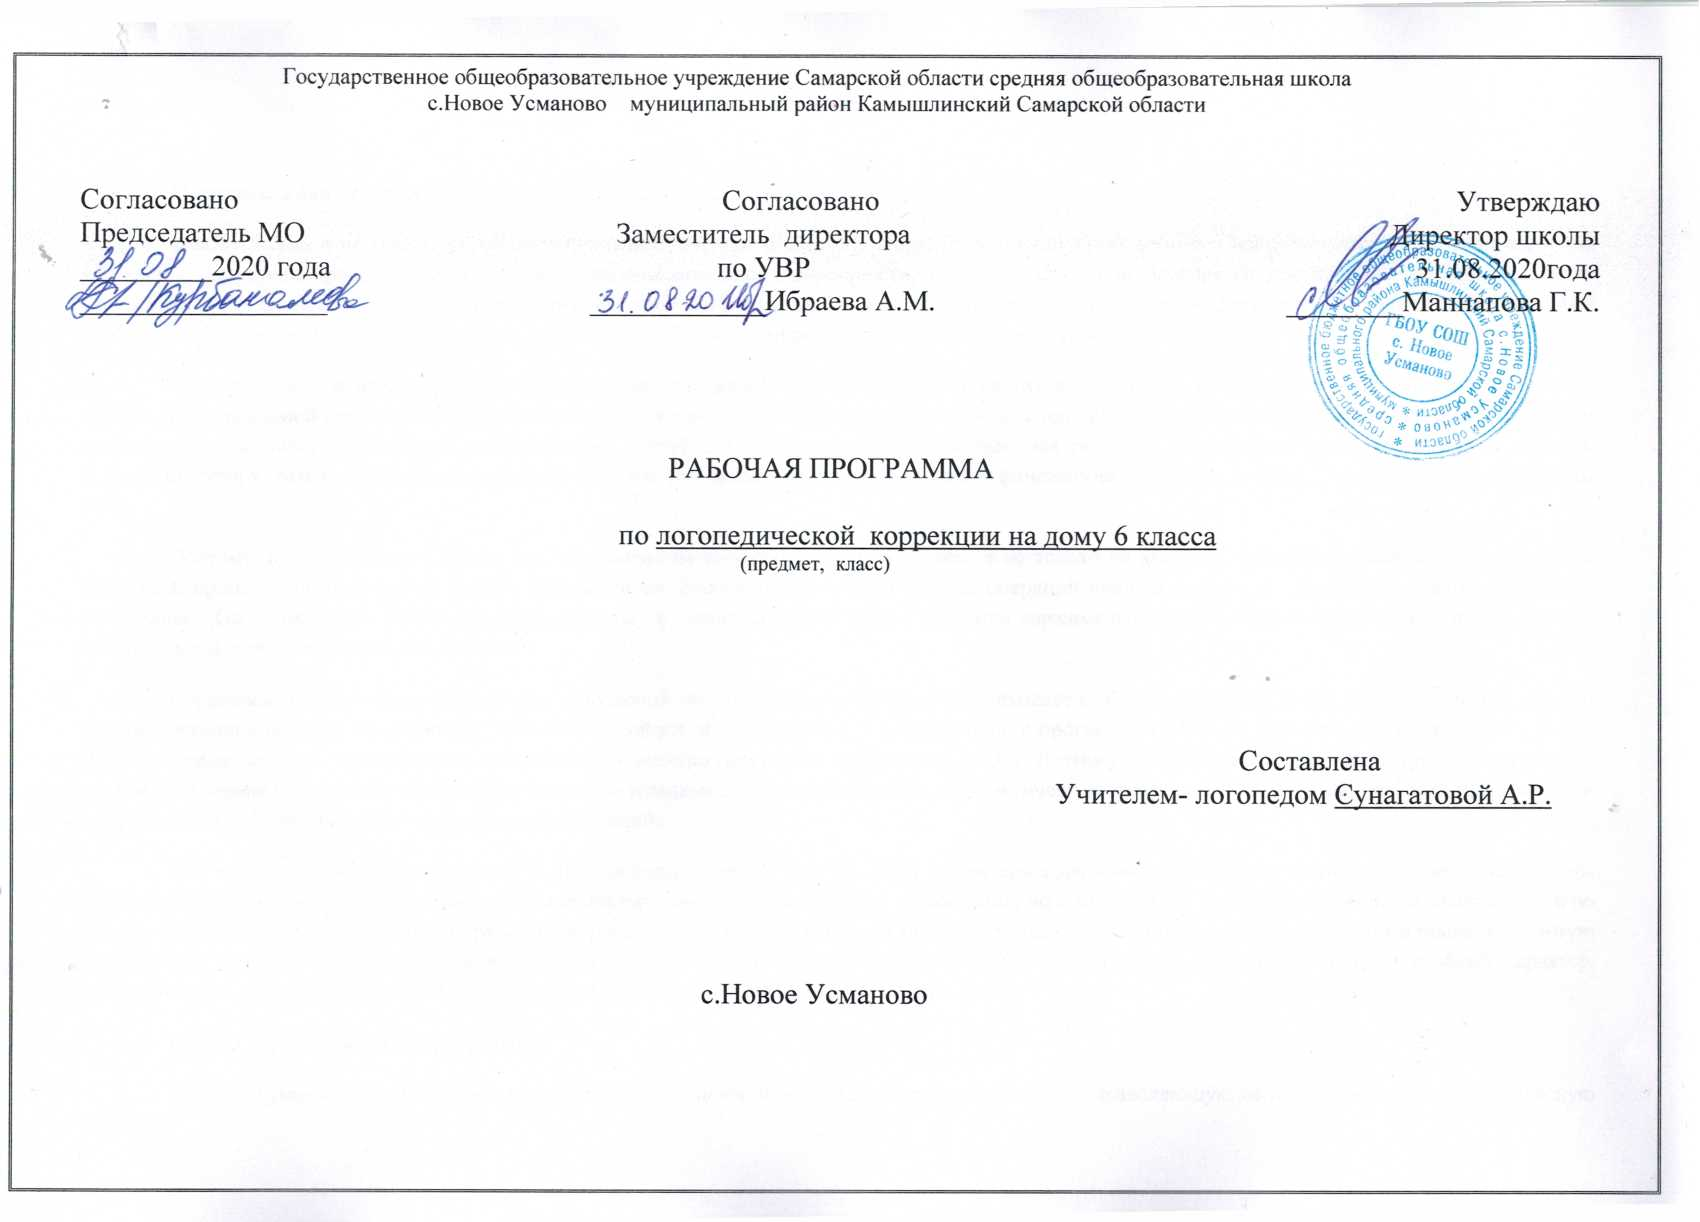 Государственное общеобразовательное учреждение Самарской области средняя общеобразовательная школа
с.Новое Усманово муниципальный район Камышлинский Самарской области
Согласовано
Председатель МО
31.08 2020 года
Согласовано
Заместитель директора
по УВР
31.0820 Ибраева А.М.
Утверждаю
Директор школы
31.08.2020года
Маннапова Г.К.
ГБОУ СОШ
с. Новое
Усманово
РАБОЧАЯ ПРОГРАММА
по логопедической коррекции на дому 6 класса
(предмет, класс)
Составлена
Учителем- логопедом Сунагатовой А.Р.
с.Новое Усманово